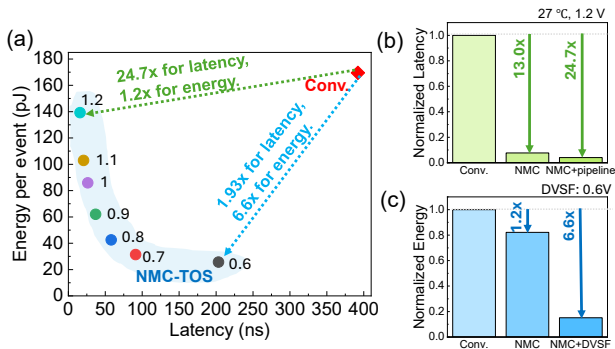 (a)
Energy per event (pJ)
180
160
140
120
100
80
60
40
20
0
24.7x for latency,
1.2x for energy.
Conv.
1.93x for latency,
6.6x for energy.
1.2
1.1
1
0.9
0.8
0.7
0.6
NMC-TOS
0 50 100 150 200 250 300 350 400
Latency (ns)
(b)
27 ℃, 1.2 V
Normalized Latency
1.0
0.8
0.6
0.4
0.2
0.0
13.0x
24.7x
Conv. NMC NMC+pipeline
(c)
DVSF: 0.6V
Normalized Energy
1.0
0.8
0.6
0.4
0.2
0.0
1.2x
6.6x
Conv. NMC NMC+DVSF